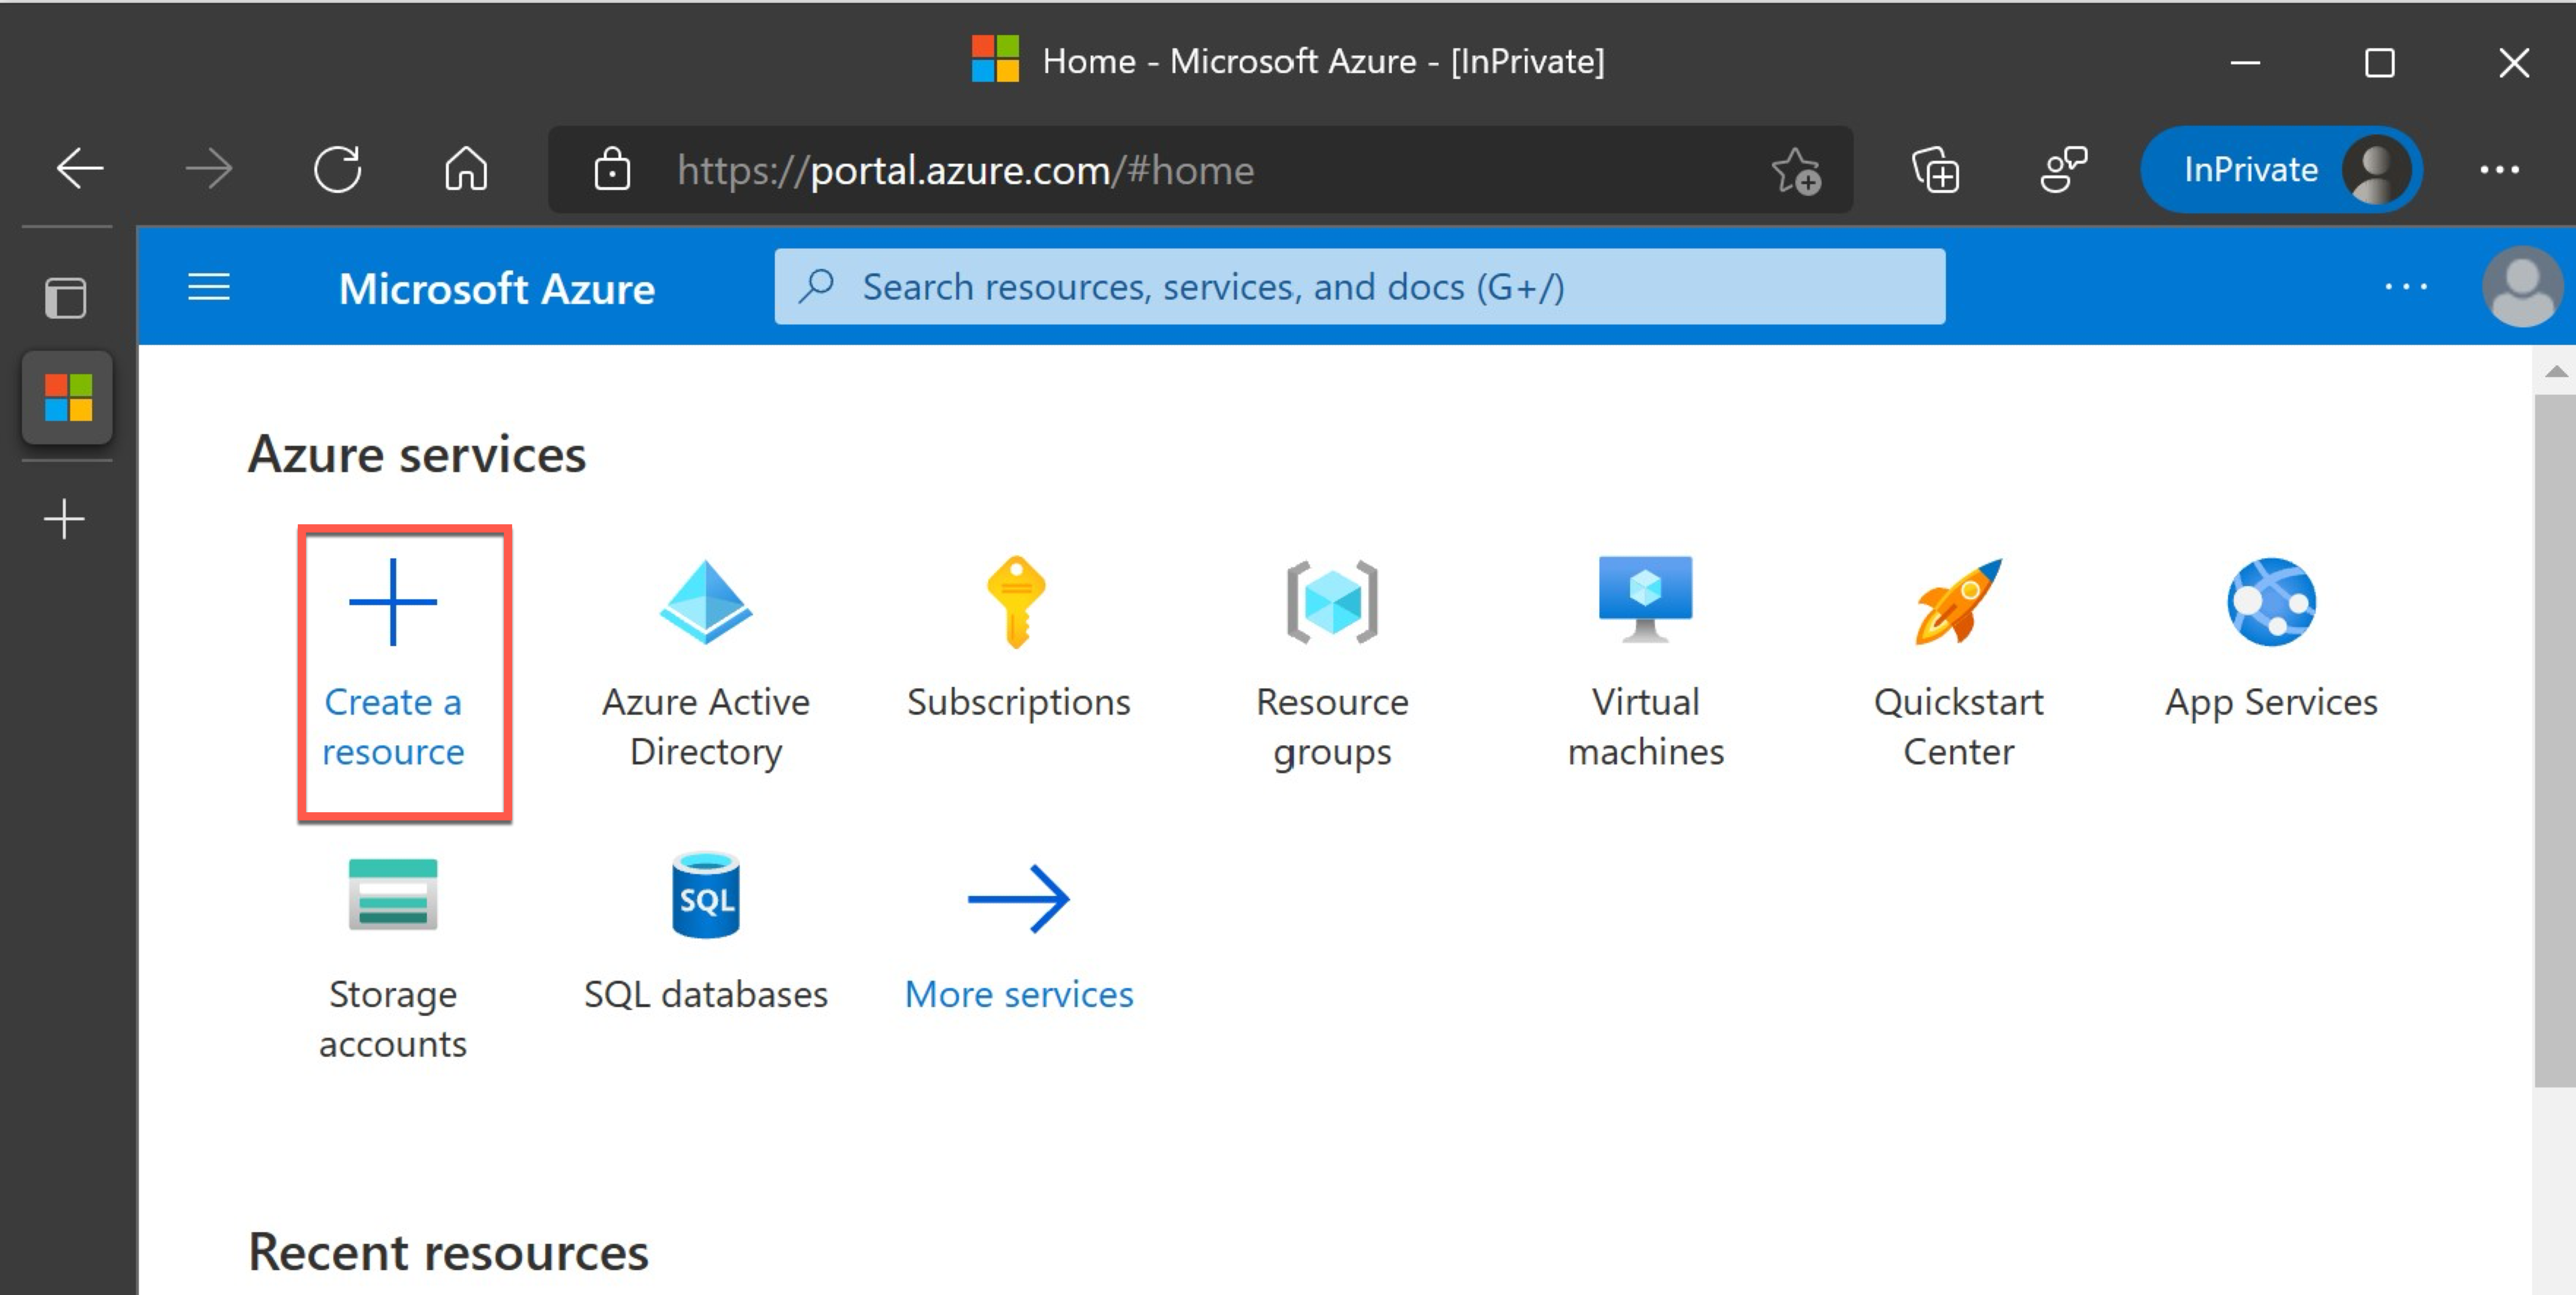 Home - Microsoft Azure - [InPrivate]
https://portal.azure.com/#home
InPrivate
Microsoft Azure
Search resources, services, and docs (G+/)
Azure services
Create a
resource
Azure Active
Directory
Subscriptions
Resource
groups
Virtual
machines
Quickstart
Center
App Services
Storage
accounts
SQL
SQL databases
More services
Recent resources